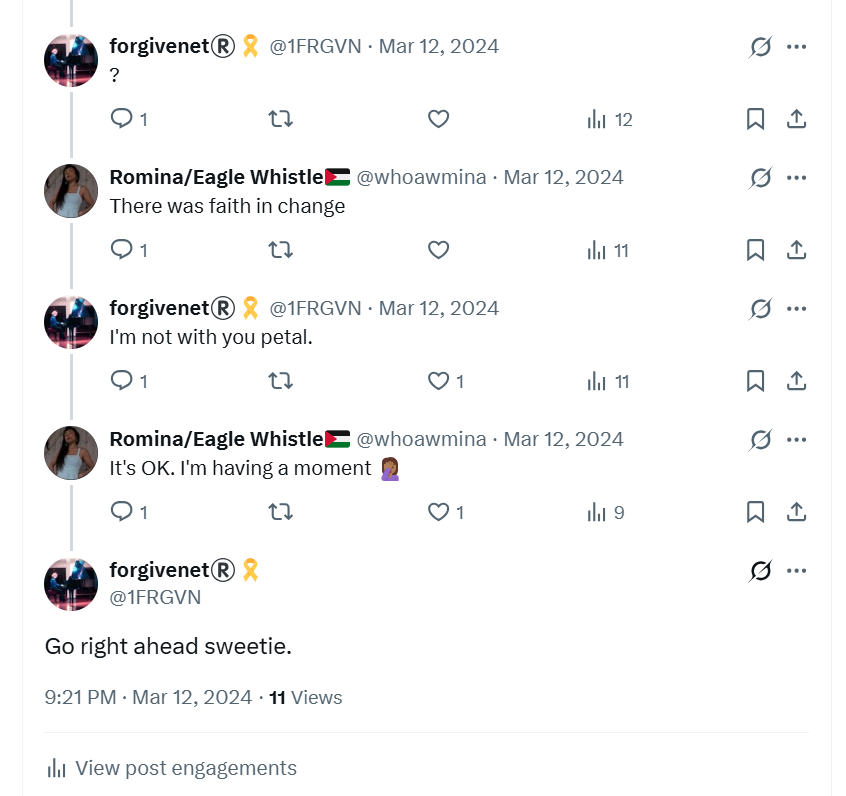 forgivenet®🎗️ @1FRGVN · Mar 12, 2024
?
1 12
Romina/Eagle Whistle🇵🇸 @whoawmina · Mar 12, 2024
There was faith in change
1 11
forgivenet®🎗️ @1FRGVN · Mar 12, 2024
I'm not with you petal.
1 1 11
Romina/Eagle Whistle🇵🇸 @whoawmina · Mar 12, 2024
It's OK. I'm having a moment 🤦🏾‍♀️
1 1 9
forgivenet®🎗️
@1FRGVN
Go right ahead sweetie.
9:21 PM · Mar 12, 2024 · 11 Views
View post engagements